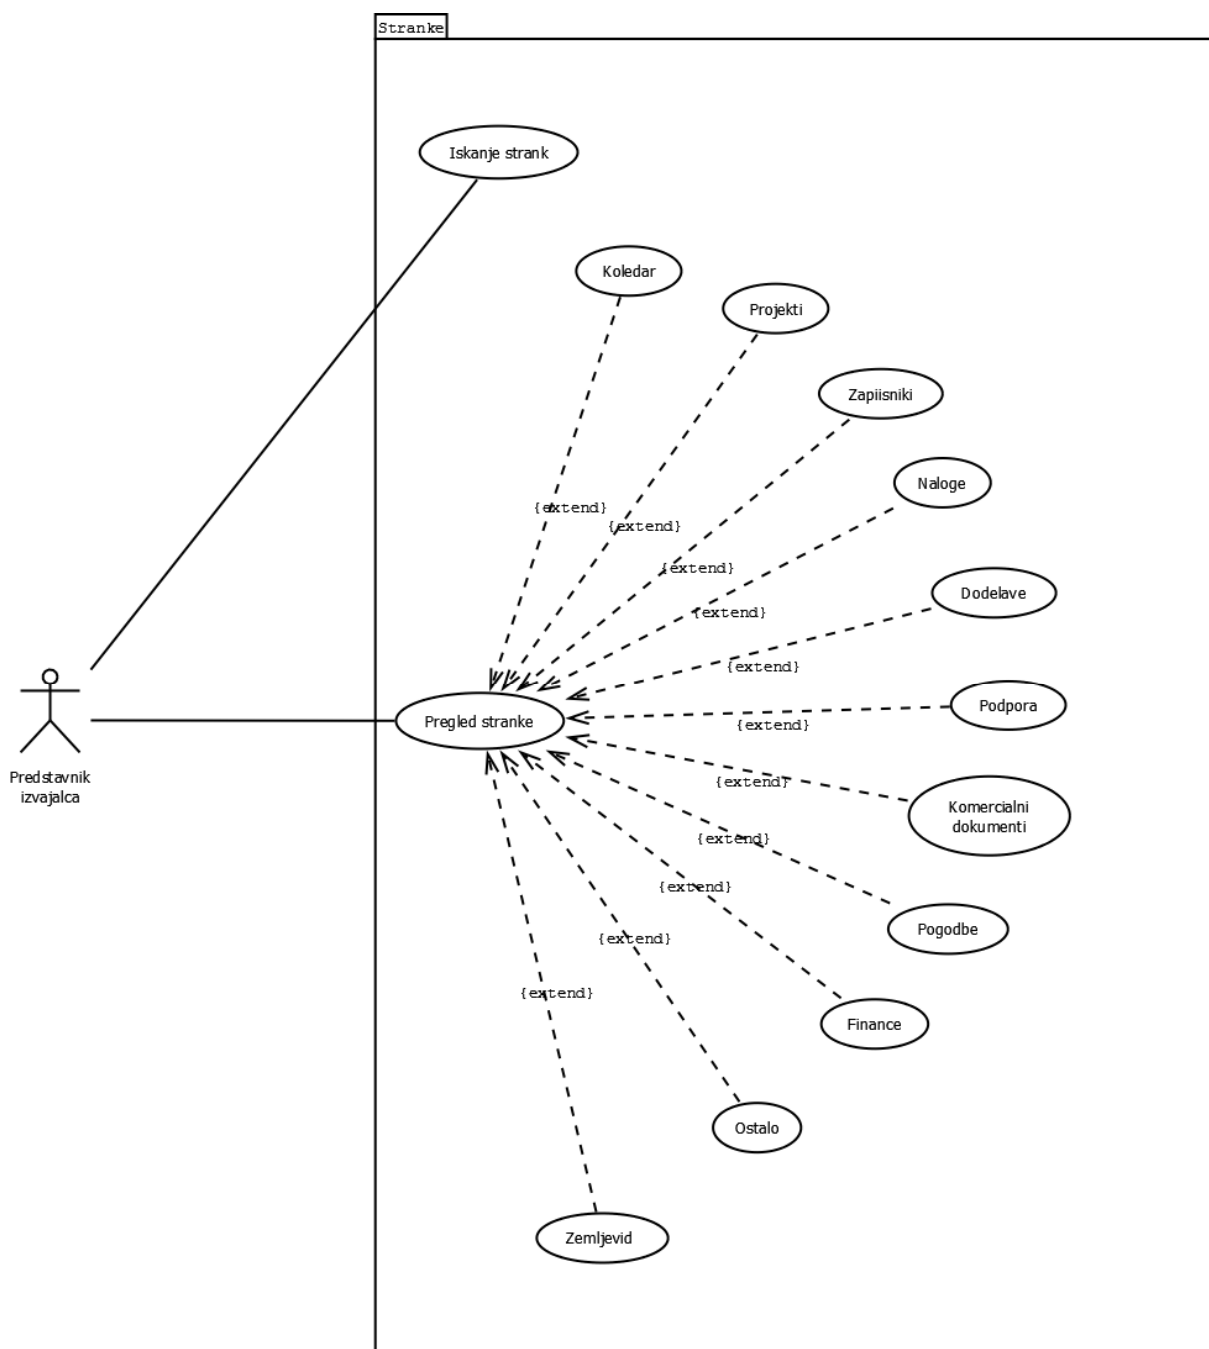 Stranke
Iskanje strank
Koledar
Projekti
Zapiisniki
Naloge
{extend}
{extend}
{extend}
Dodelave
{extend}
{extend}
Podpora
Pregled stranke
{extend}
Predstavnik
izvajalca
{extend}
Komercialni
dokumenti
{extend}
{extend}
Pogodbe
{extend}
{extend}
Finance
Ostalo
Zemljevid